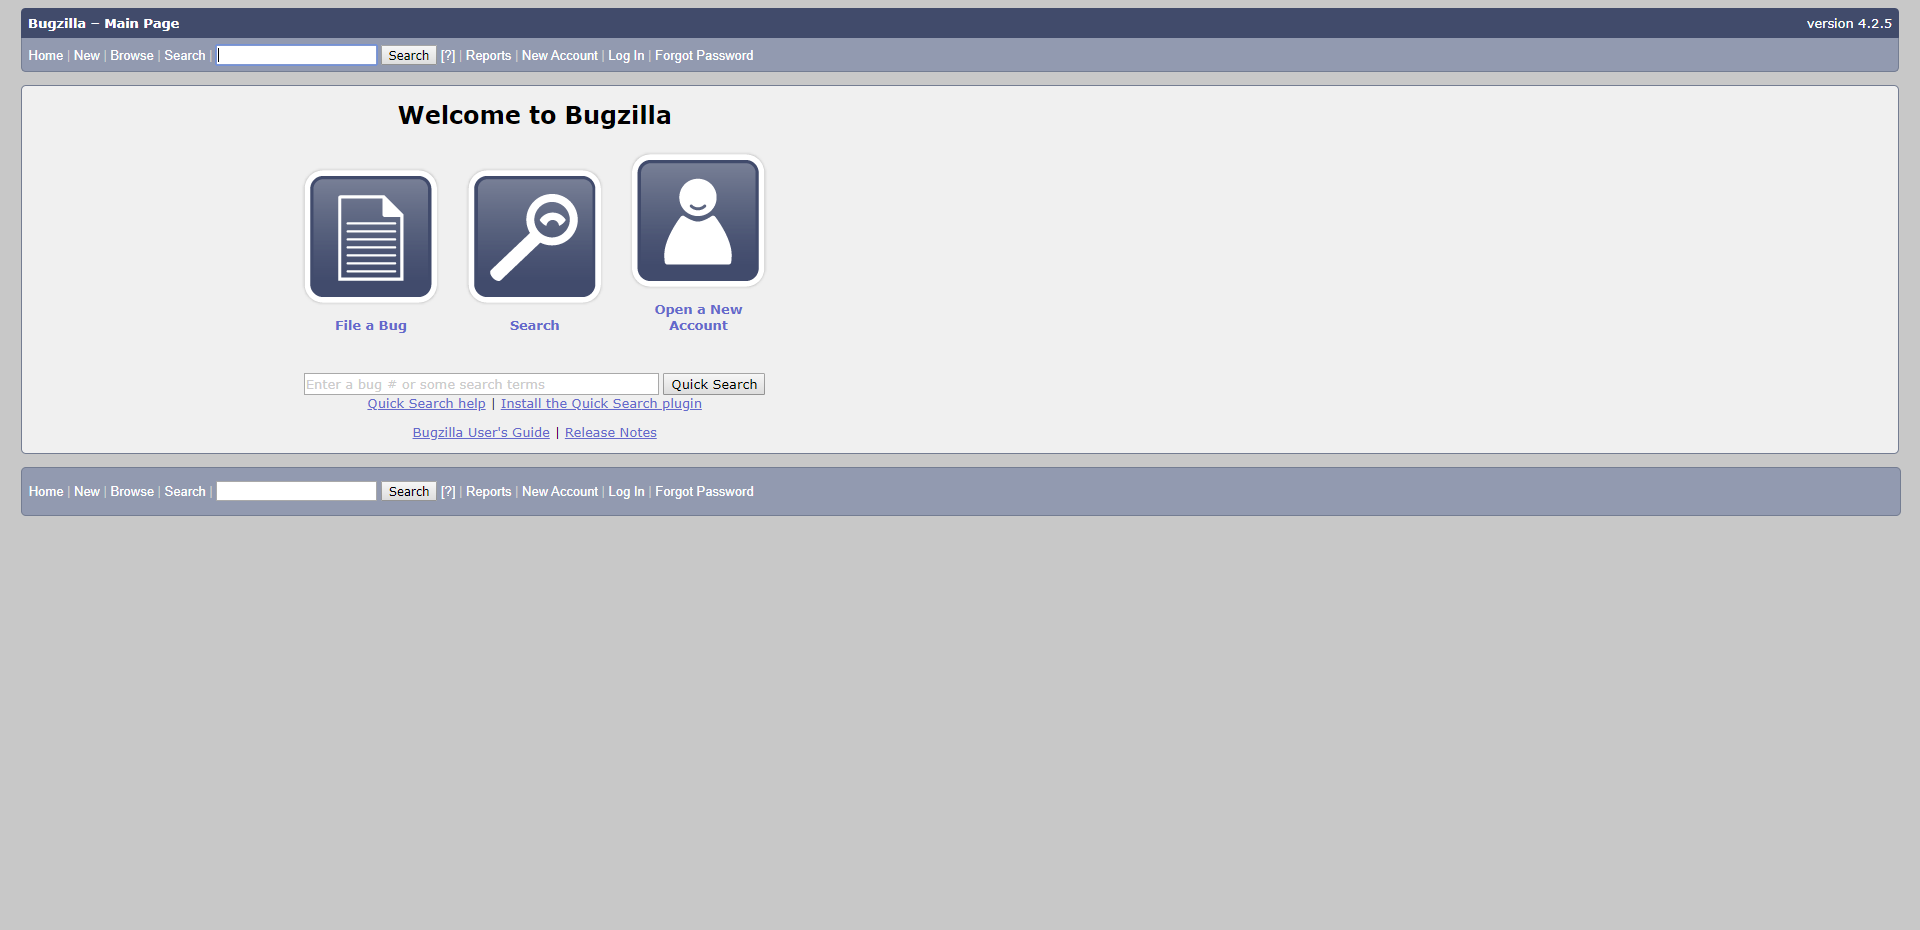 Bugzilla – Main Page
version 4.2.5
Home | New | Browse | Search | Search [?] | Reports | New Account | Log In | Forgot Password
Welcome to Bugzilla
File a Bug
Search
Open a New
Account
Enter a bug # or some search terms Quick Search
Quick Search help | Install the Quick Search plugin
Bugzilla User's Guide | Release Notes
Home | New | Browse | Search | Search [?] | Reports | New Account | Log In | Forgot Password